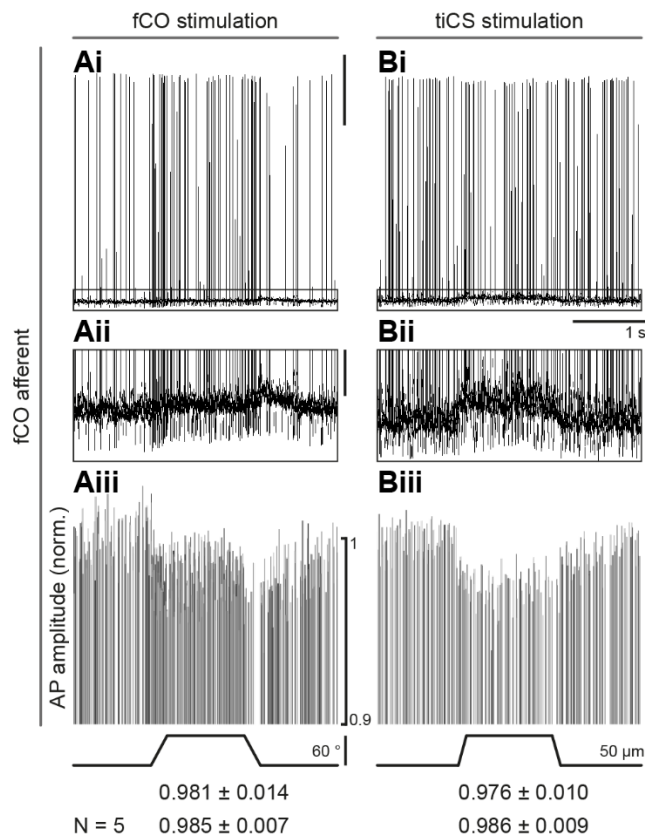 fCO stimulation
tiCS stimulation
Ai
Bi
1 s
Aii
Bii
fCO afferent
Aiii
Biii
AP amplitude (norm.)
1
0.9
60 °
50 µm
0.981 ± 0.014
0.976 ± 0.010
N = 5
0.985 ± 0.007
0.986 ± 0.009